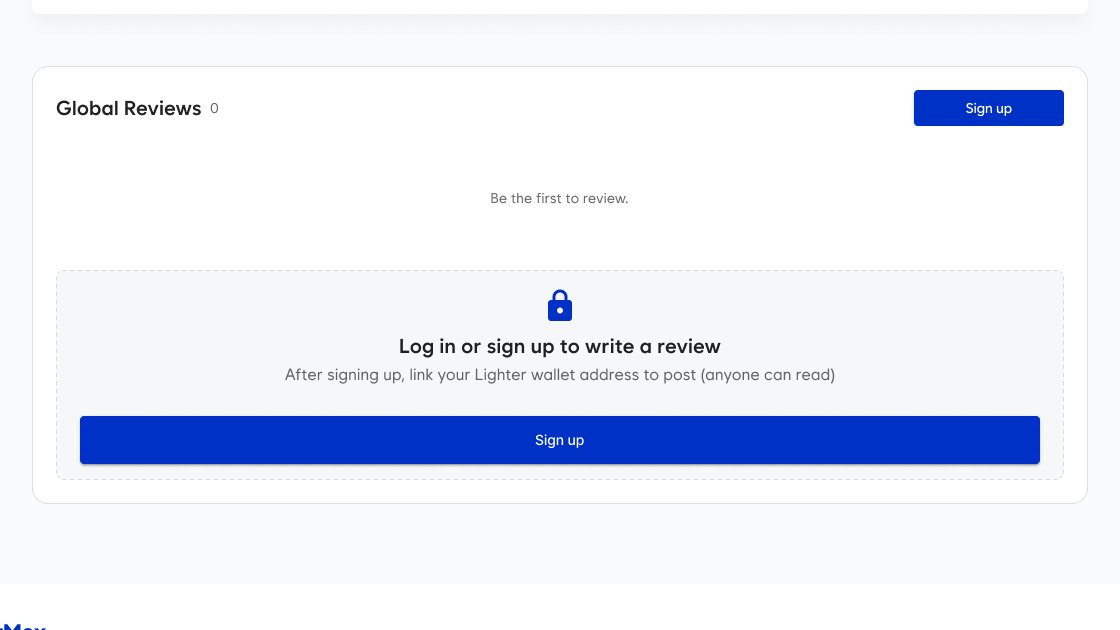 Global Reviews 0
Sign up
Be the first to review.
Log in or sign up to write a review
After signing up, link your Lighter wallet address to post (anyone can read)
Sign up